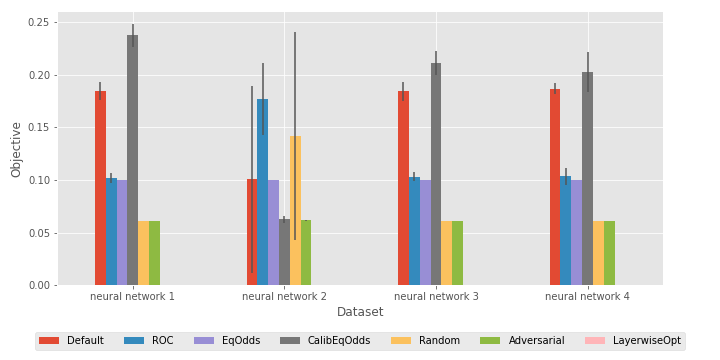 0.25
0.20
0.15
0.10
0.05
0.00
Objective
neural network 1 neural network 2 neural network 3 neural network 4
Dataset
Default ROC EqOdds CalibEqOdds Random Adversarial LayerwiseOpt